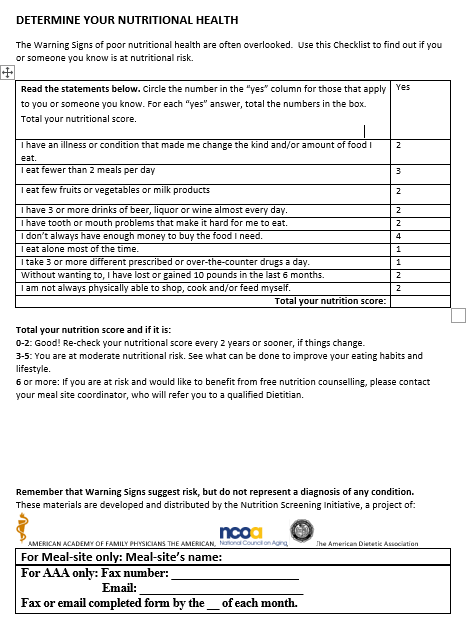 DETERMINE YOUR NUTRITIONAL HEALTH
The Warning Signs of poor nutritional health are often overlooked. Use this Checklist to find out if you
or someone you know is at nutritional risk.
Read the statements below. Circle the number in the “yes” column for those that apply Yes
to you or someone you know. For each “yes” answer, total the numbers in the box.
Total your nutritional score.
I have an illness or condition that made me change the kind and/or amount of food I 2
eat.
I eat fewer than 2 meals per day 3
I eat few fruits or vegetables or milk products 2
I have 3 or more drinks of beer, liquor or wine almost every day. 2
I have tooth or mouth problems that make it hard for me to eat. 2
I don’t always have enough money to buy the food I need. 4
I eat alone most of the time. 1
I take 3 or more different prescribed or over-the-counter drugs a day. 1
Without wanting to, I have lost or gained 10 pounds in the last 6 months. 2
I am not always physically able to shop, cook and/or feed myself. 2
Total your nutrition score:
Total your nutrition score and if it is:
0-2: Good! Re-check your nutritional score every 2 years or sooner, if things change.
3-5: You are at moderate nutritional risk. See what can be done to improve your eating habits and
lifestyle.
6 or more: If you are at risk and would like to benefit from free nutrition counselling, please contact
your meal site coordinator, who will refer you to a qualified Dietitian.
Remember that Warning Signs suggest risk, but do not represent a diagnosis of any condition.
These materials are developed and distributed by the Nutrition Screening Initiative, a project of:
ncoa
AMERICAN ACADEMY OF FAMILY PHYSICIANS THE AMERICAN, National Council on Aging, The American Dietetic Association
For Meal-site only: Meal-site’s name:
For AAA only: Fax number: ____________________
Email: __________________________
Fax or email completed form by the __ of each month.